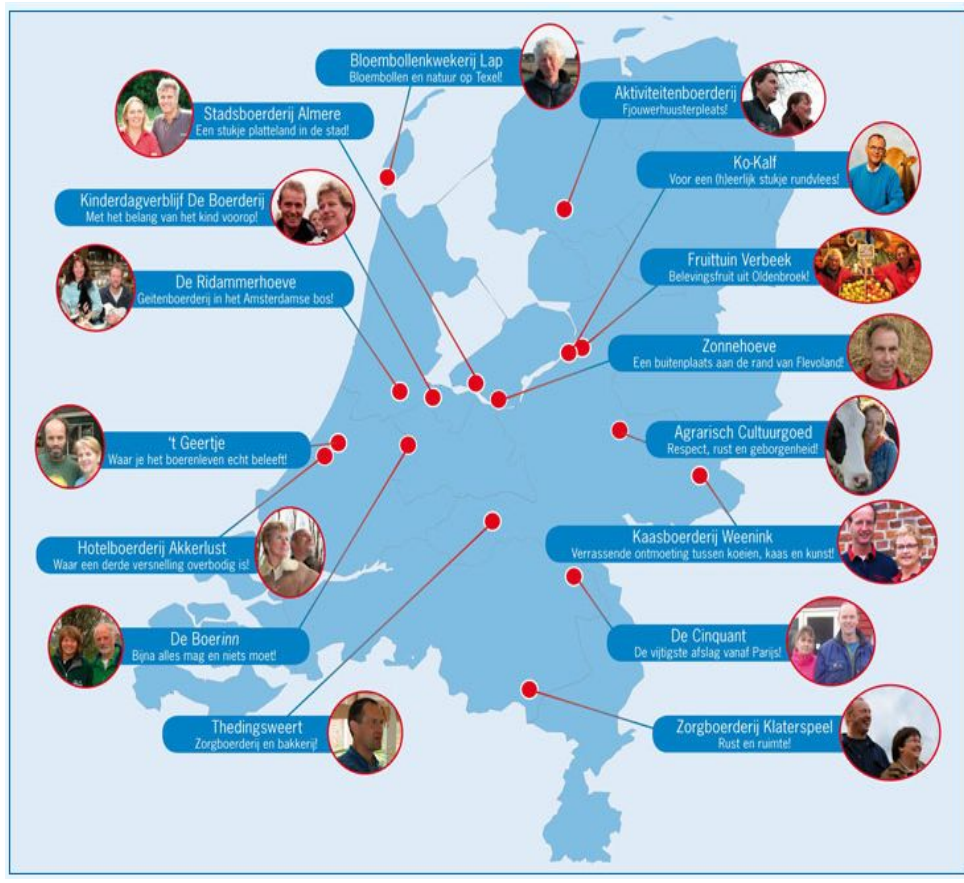 Bloembollenkwekerij Lap
Bloembollen en natuur op Texel!
Aktiviteitenboerderij
Fjouwerhuusterpleats!
Stadsboerderij Almere
Een stukje platteland in de stad!
Ko-Kalf
Voor een (h)eerlijk stukje rundvlees!
Kinderdagverblijf De Boerderij
Met het belang van het kind voorop!
Fruittuin Verbeek
Belevingsfruit uit Oldenbroek!
De Ridammerhoeve
Geitenboerderij in het Amsterdamse bos!
Zonnehoeve
Een buitenplaats aan de rand van Flevoland!
't Geertje
Waar je het boerenleven echt beleeft!
Agrarisch Cultuurgoed
Respect, rust en geborgenheid!
Hotelboerderij Akkerlust
Waar een derde versnelling overbodig is!
Kaasboerderij Weenink
Verrassende ontmoeting tussen koeien, kaas en kunst!
De Boerinn
Bijna alles mag en niets moet!
De Cinquant
De vijtigste afslag vanaf Parijs!
Thedingsweert
Zorgboerderij en bakkerij!
Zorgboerderij Klaterspeel
Rust en ruimte!